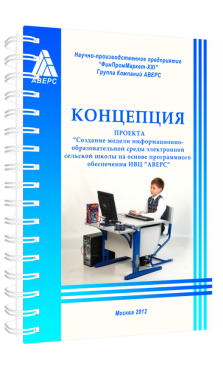 АВЕРС
Научно-производственное предприятие
"ФинПромМаркет-XXI"
Группа Компаний АВЕРС
КОНЦЕПЦИЯ
ПРОЕКТА
"Создание модели информационно-
образовательной среды электронной
сельской школы на основе программного
обеспечения ИВЦ "АВЕРС"
Москва 2012